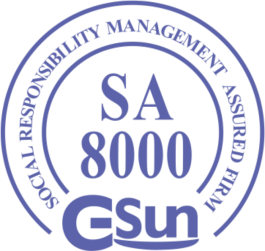 SOCIAL RESPONSIBILITY MANAGEMENT ASSURED FIRM
SA
8000
GSun